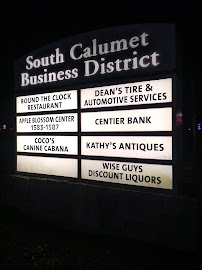 South Calumet
Business District
ROUND THE CLOCK
RESTAURANT
DEAN'S TIRE &
AUTOMOTIVE SERVICES
APPLE BLOSSOM CENTER
1583-1587
CENTIER BANK
COCO'S
CANINE CABANA
KATHY'S ANTIQUES
WISE GUYS
DISCOUNT LIQUORS